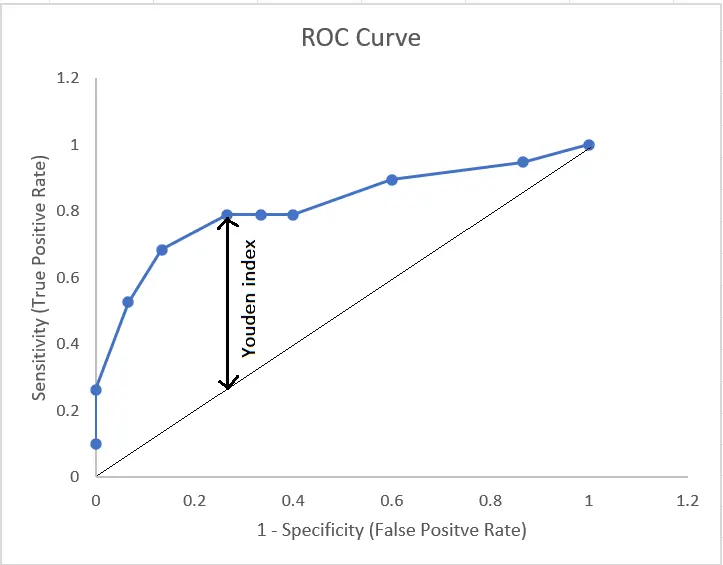 ROC Curve
1.2
1
0.8
0.6
0.4
0.2
0
Sensitivity (True Positive Rate)
Youden index
0 0.2 0.4 0.6 0.8 1 1.2
1 - Specificity (False Positve Rate)